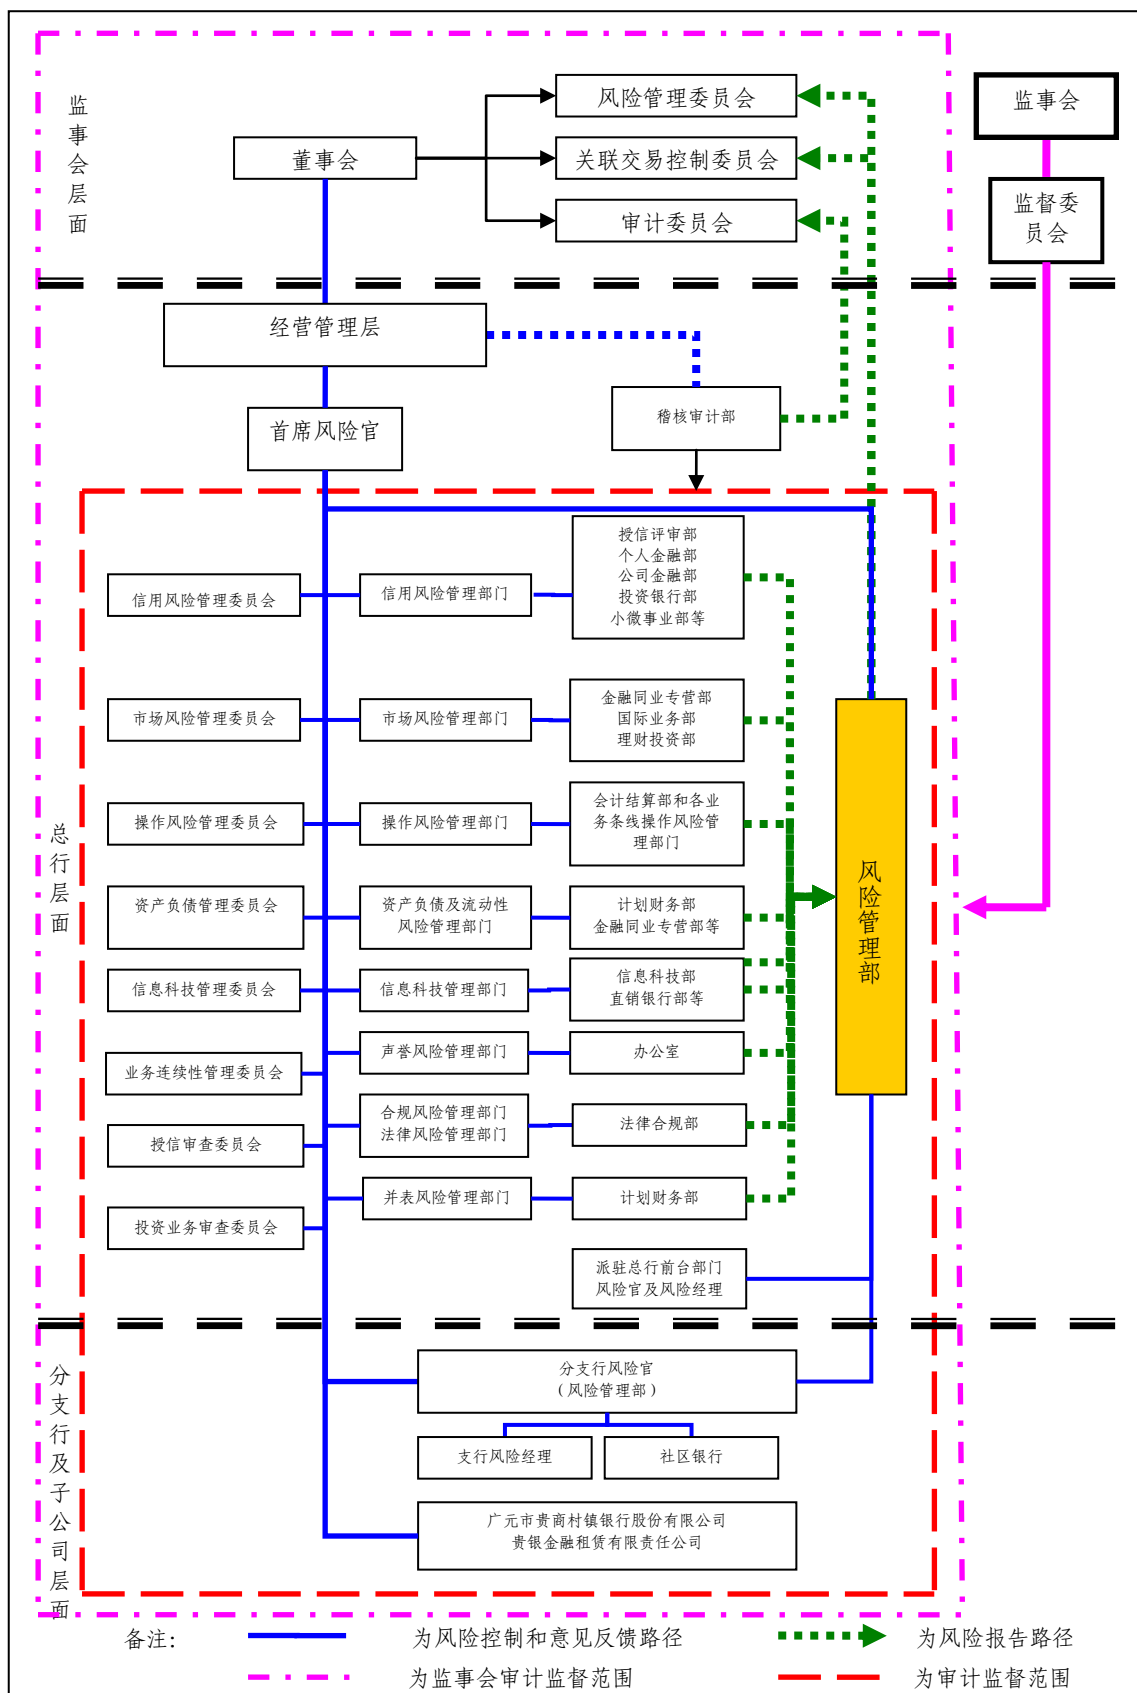 监
事
会
层
面
风险管理委员会
监事会
董事会
关联交易控制委员会
审计委员会
监督委
员会
经营管理层
首席风险官
稽核审计部
总
行
层
面
授信评审部
个人金融部
公司金融部
投资银行部
小微事业部等
信用风险管理委员会
信用风险管理部门
市场风险管理委员会
市场风险管理部门
金融同业专营部
国际业务部
理财投资部
操作风险管理委员会
操作风险管理部门
会计结算部和各业
务条线操作风险管
理部门
风
险
管
理
部
资产负债管理委员会
资产负债及流动性
风险管理部门
计划财务部
金融同业专营部等
信息科技管理委员会
信息科技管理部门
信息科技部
直销银行部等
声誉风险管理部门
办公室
业务连续性管理委员会
合规风险管理部门
法律风险管理部门
法律合规部
授信审查委员会
并表风险管理部门
计划财务部
投资业务审查委员会
派驻总行前台部门
风险官及风险经理
分
支
行
及
子
公
司
层
面
分支行风险官
(风险管理部)
支行风险经理
社区银行
广元市贵商村镇银行股份有限公司
贵银金融租赁有限责任公司
备注:
为风险控制和意见反馈路径
为风险报告路径
为监事会审计监督范围
为审计监督范围